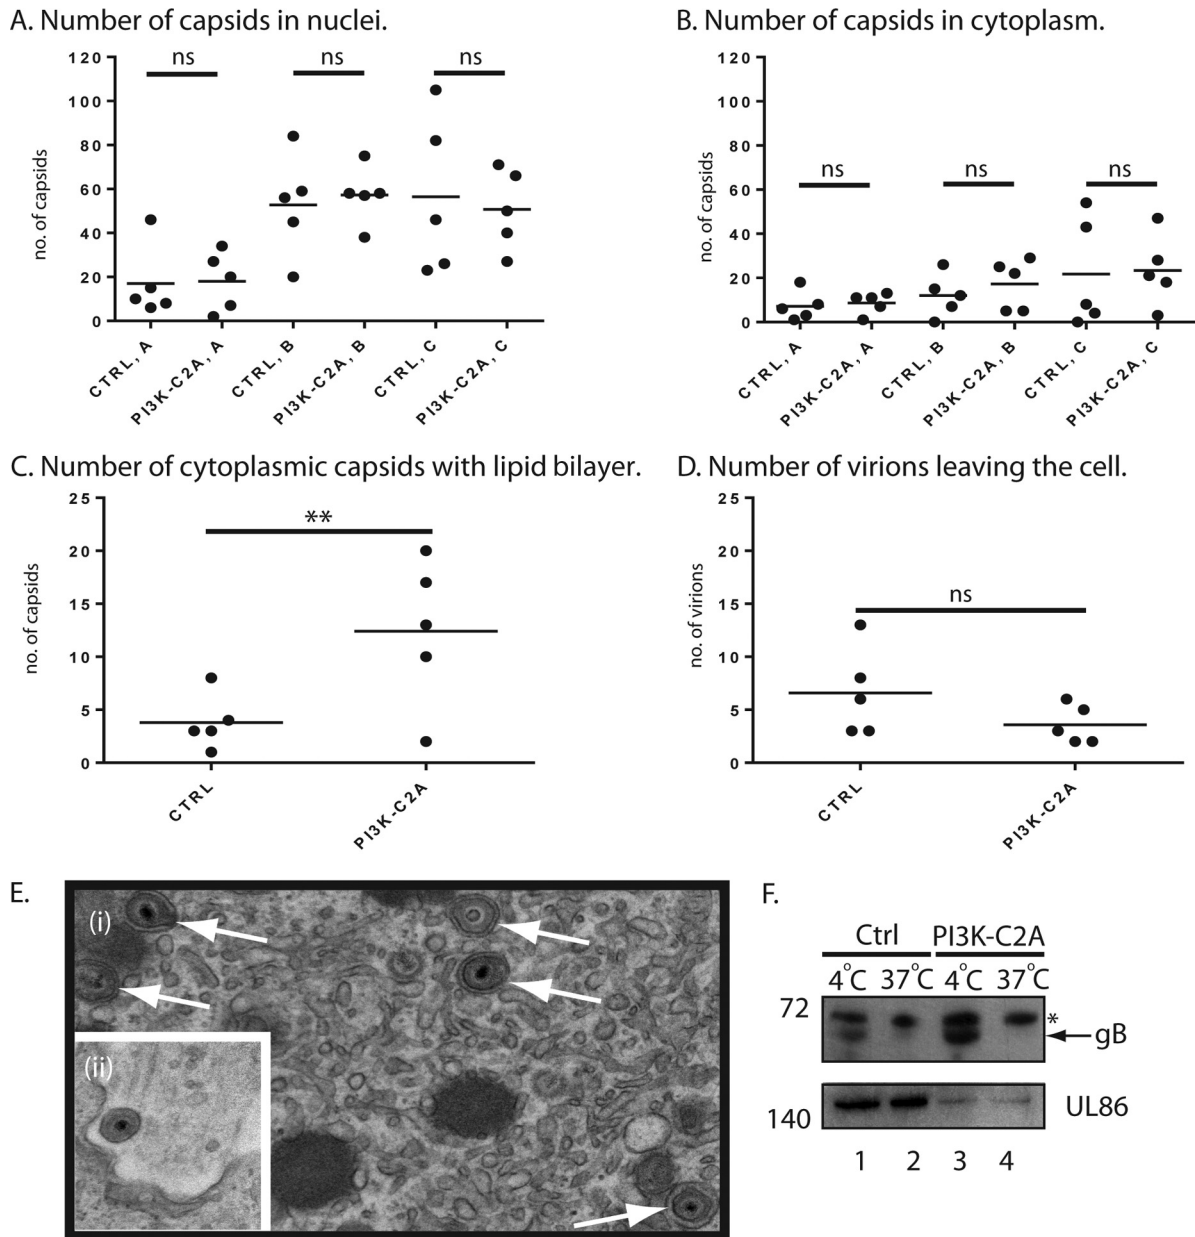 A. Number of capsids in nuclei.
120
100
80
60
40
20
0
no. of capsids
ns
ns
ns
CTRL, A
PI3K-C2A, A
CTRL, B
PI3K-C2A, B
CTRL, C
PI3K-C2A, C
B. Number of capsids in cytoplasm.
120
100
80
60
40
20
0
no. of capsids
ns
ns
ns
CTRL, A
PI3K-C2A, A
CTRL, B
PI3K-C2A, B
CTRL, C
PI3K-C2A, C
C. Number of cytoplasmic capsids with lipid bilayer.
25
20
15
10
5
0
no. of capsids
**
CTRL
PI3K-C2A
D. Number of virions leaving the cell.
25
20
15
10
5
0
no. of virions
ns
CTRL
PI3K-C2A
E.
(i)
(ii)
F.
Ctrl PI3K-C2A
4°C 37°C 4°C 37°C
72
*
gB
140
UL86
1 2 3 4